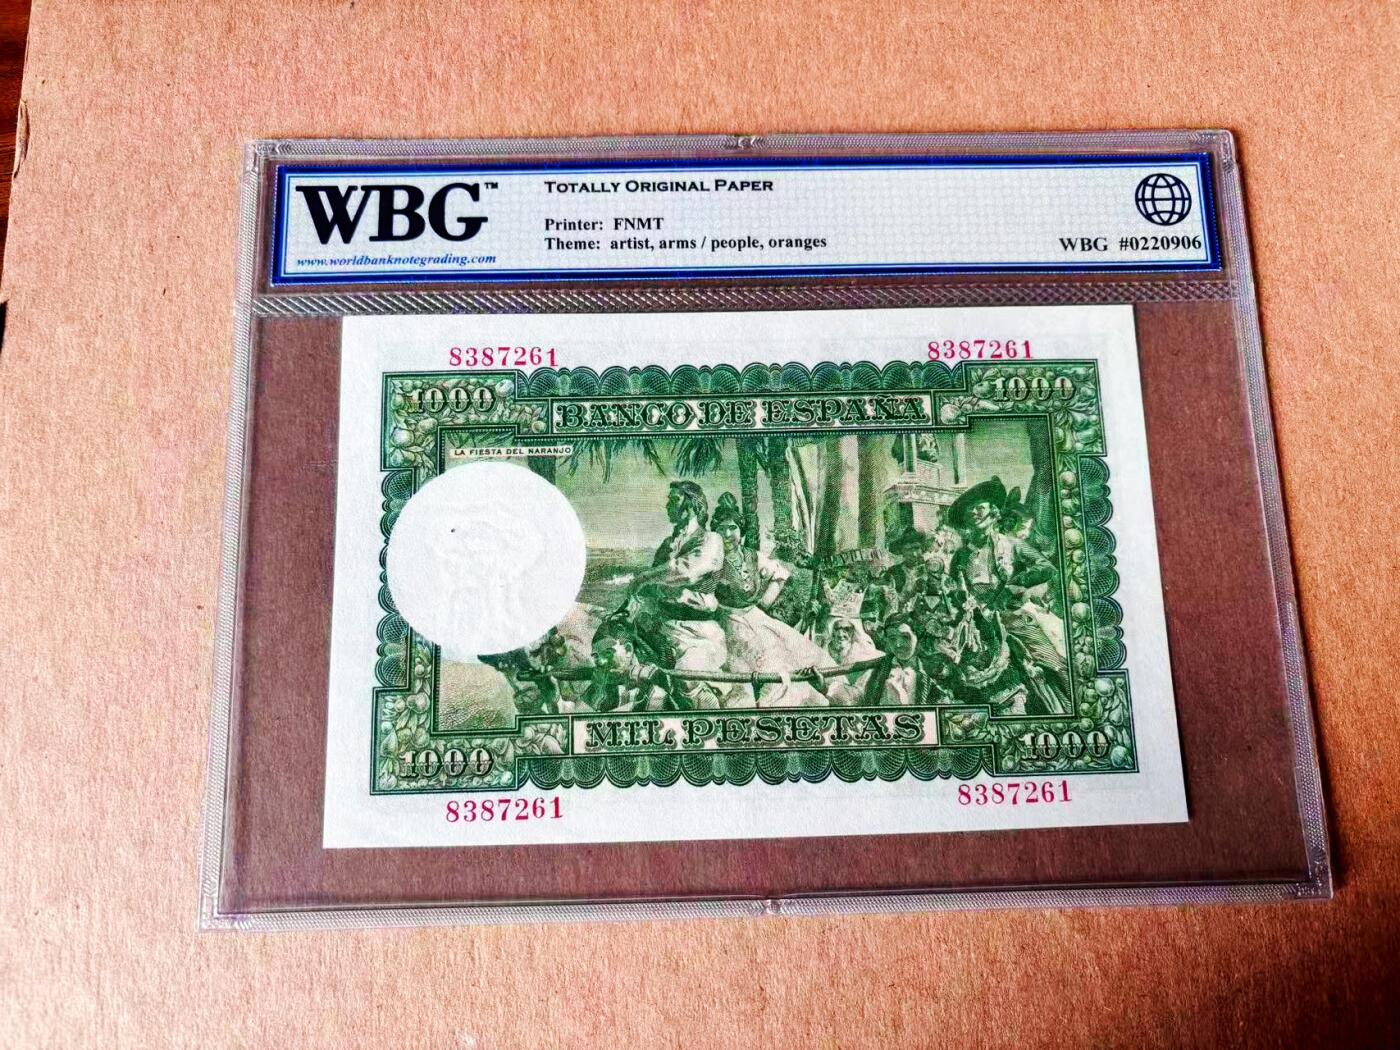 WBG™
www.worldbanknotegrading.com
TOTALLY ORIGINAL PAPER
Printer: FNMT
Theme: artist, arms / people, oranges
WBG #0220906
8387261 8387261
1000 BANCO DE ESPAÑA 1000
LA FIESTA DEL NARANJO
1000 MIL PESETAS 1000
8387261 8387261